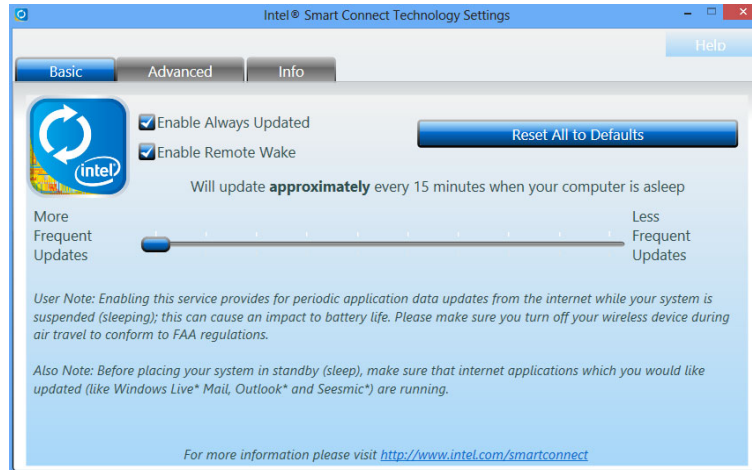 Intel® Smart Connect Technology Settings
Help
Basic
Advanced
Info
intel
Enable Always Updated
Enable Remote Wake
Reset All to Defaults
Will update approximately every 15 minutes when your computer is asleep
More
Frequent
Updates
Less
Frequent
Updates
User Note: Enabling this service provides for periodic application data updates from the internet while your system is
suspended (sleeping); this can cause an impact to battery life. Please make sure you turn off your wireless device during
air travel to conform to FAA regulations.
Also Note: Before placing your system in standby (sleep), make sure that internet applications which you would like
updated (like Windows Live* Mail, Outlook* and Seesmic*) are running.
For more information please visit http://www.intel.com/smartconnect